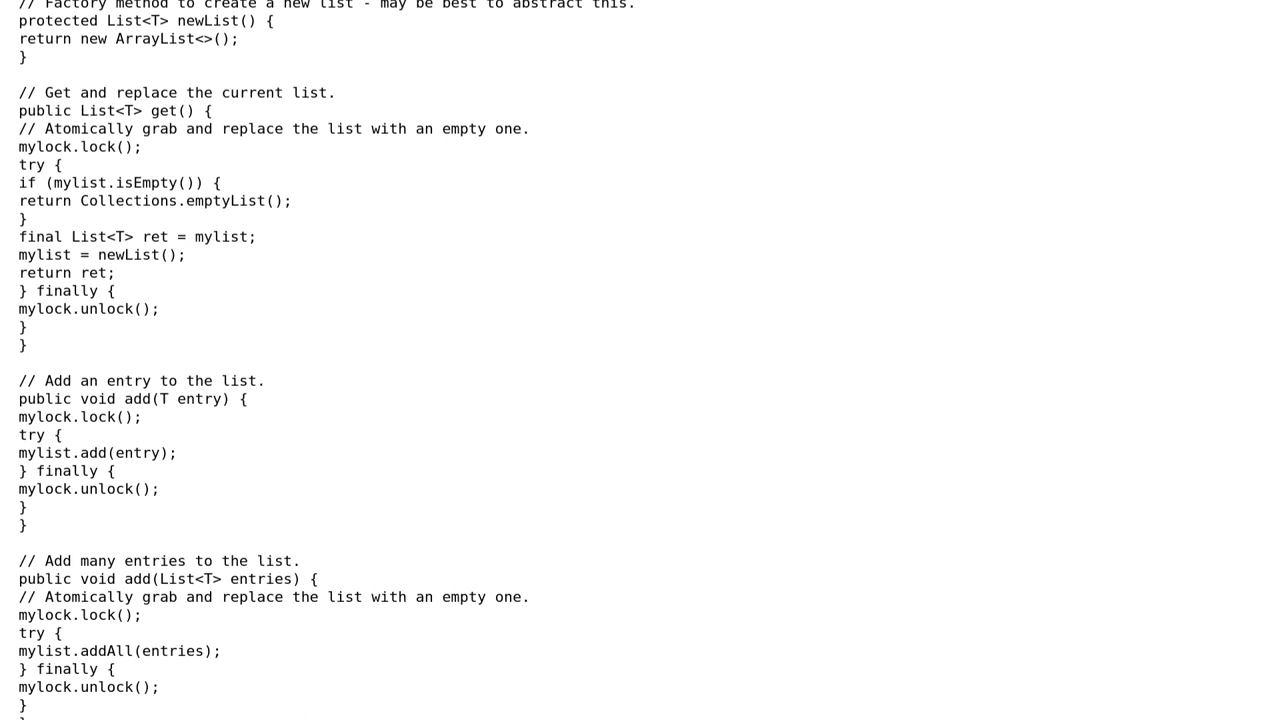 // Factory method to create a new list - may be best to abstract this.
protected List<T> newList() {
return new ArrayList<>();
}

// Get and replace the current list.
public List<T> get() {
// Atomically grab and replace the list with an empty one.
mylock.lock();
try {
if (mylist.isEmpty()) {
return Collections.emptyList();
}
final List<T> ret = mylist;
mylist = newList();
return ret;
} finally {
mylock.unlock();
}
}

// Add an entry to the list.
public void add(T entry) {
mylock.lock();
try {
mylist.add(entry);
} finally {
mylock.unlock();
}
}

// Add many entries to the list.
public void add(List<T> entries) {
// Atomically grab and replace the list with an empty one.
mylock.lock();
try {
mylist.addAll(entries);
} finally {
mylock.unlock();
}
}